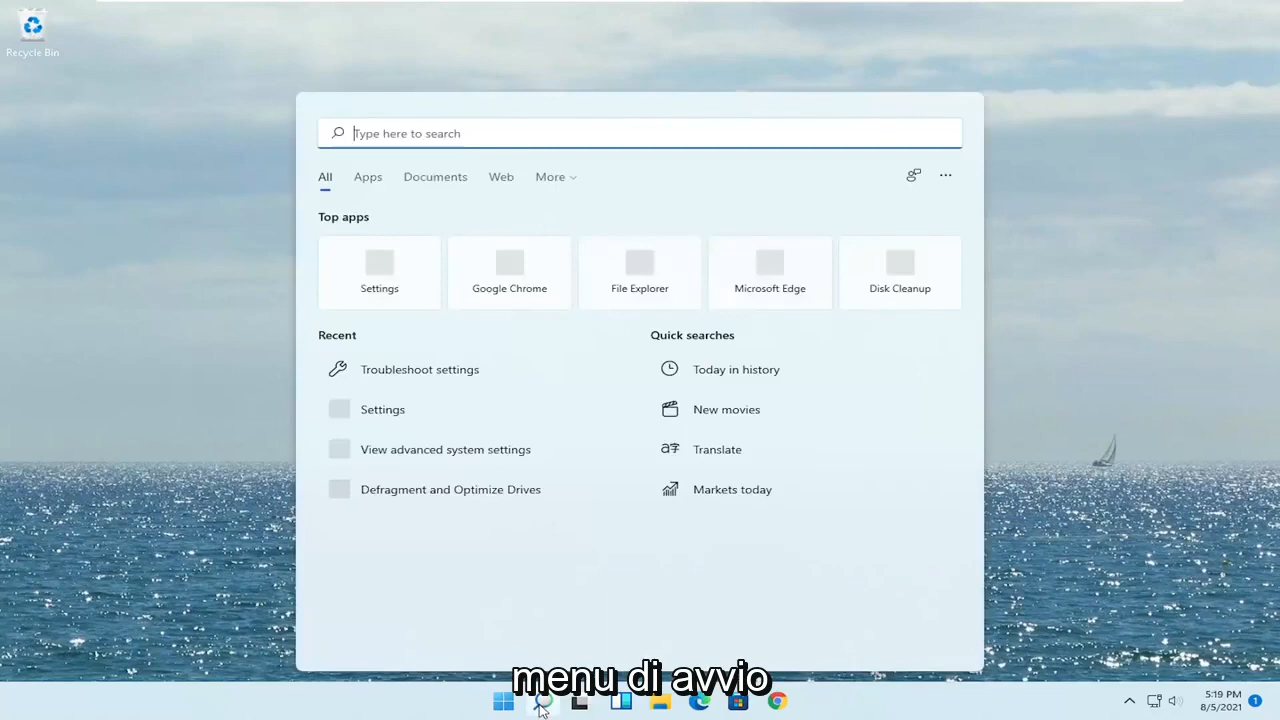 Recycle Bin
Type here to search
All Apps Documents Web More
Top apps
Settings Google Chrome File Explorer Microsoft Edge Disk Cleanup
Recent Quick searches
Troubleshoot settings Today in history
Settings New movies
View advanced system settings Translate
Defragment and Optimize Drives Markets today
menu di avvio
5:19 PM
8/5/2021 1